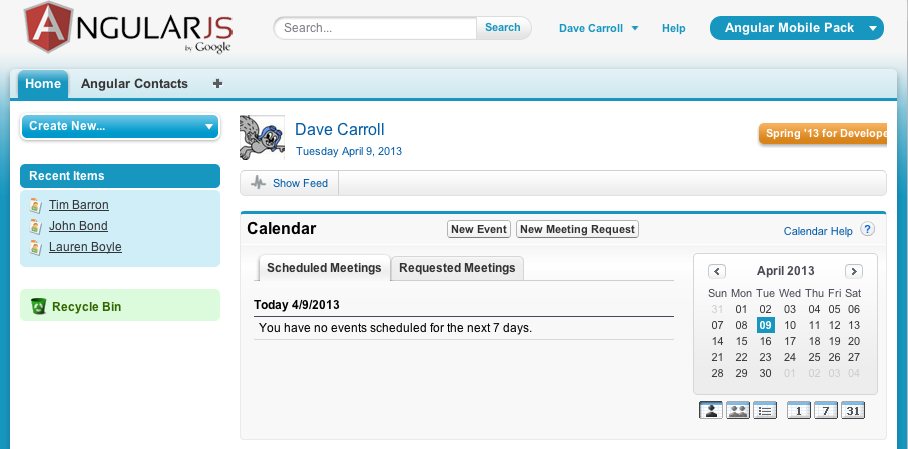 ANGULARJS
by Google
Search...
Search
Dave Carroll
Help
Angular Mobile Pack
Home
Angular Contacts
Create New...
Recent Items
Tim Barron
John Bond
Lauren Boyle
Recycle Bin
Dave Carroll
Tuesday April 9, 2013
Spring '13 for Develope
Show Feed
Calendar
New Event
New Meeting Request
Calendar Help ?
Scheduled Meetings
Requested Meetings
Today 4/9/2013
You have no events scheduled for the next 7 days.
April 2013
Sun Mon Tue Wed Thu Fri Sat
31 01 02 03 04 05 06
07 08 09 10 11 12 13
14 15 16 17 18 19 20
21 22 23 24 25 26 27
28 29 30 01 02 03 04
1 7 31